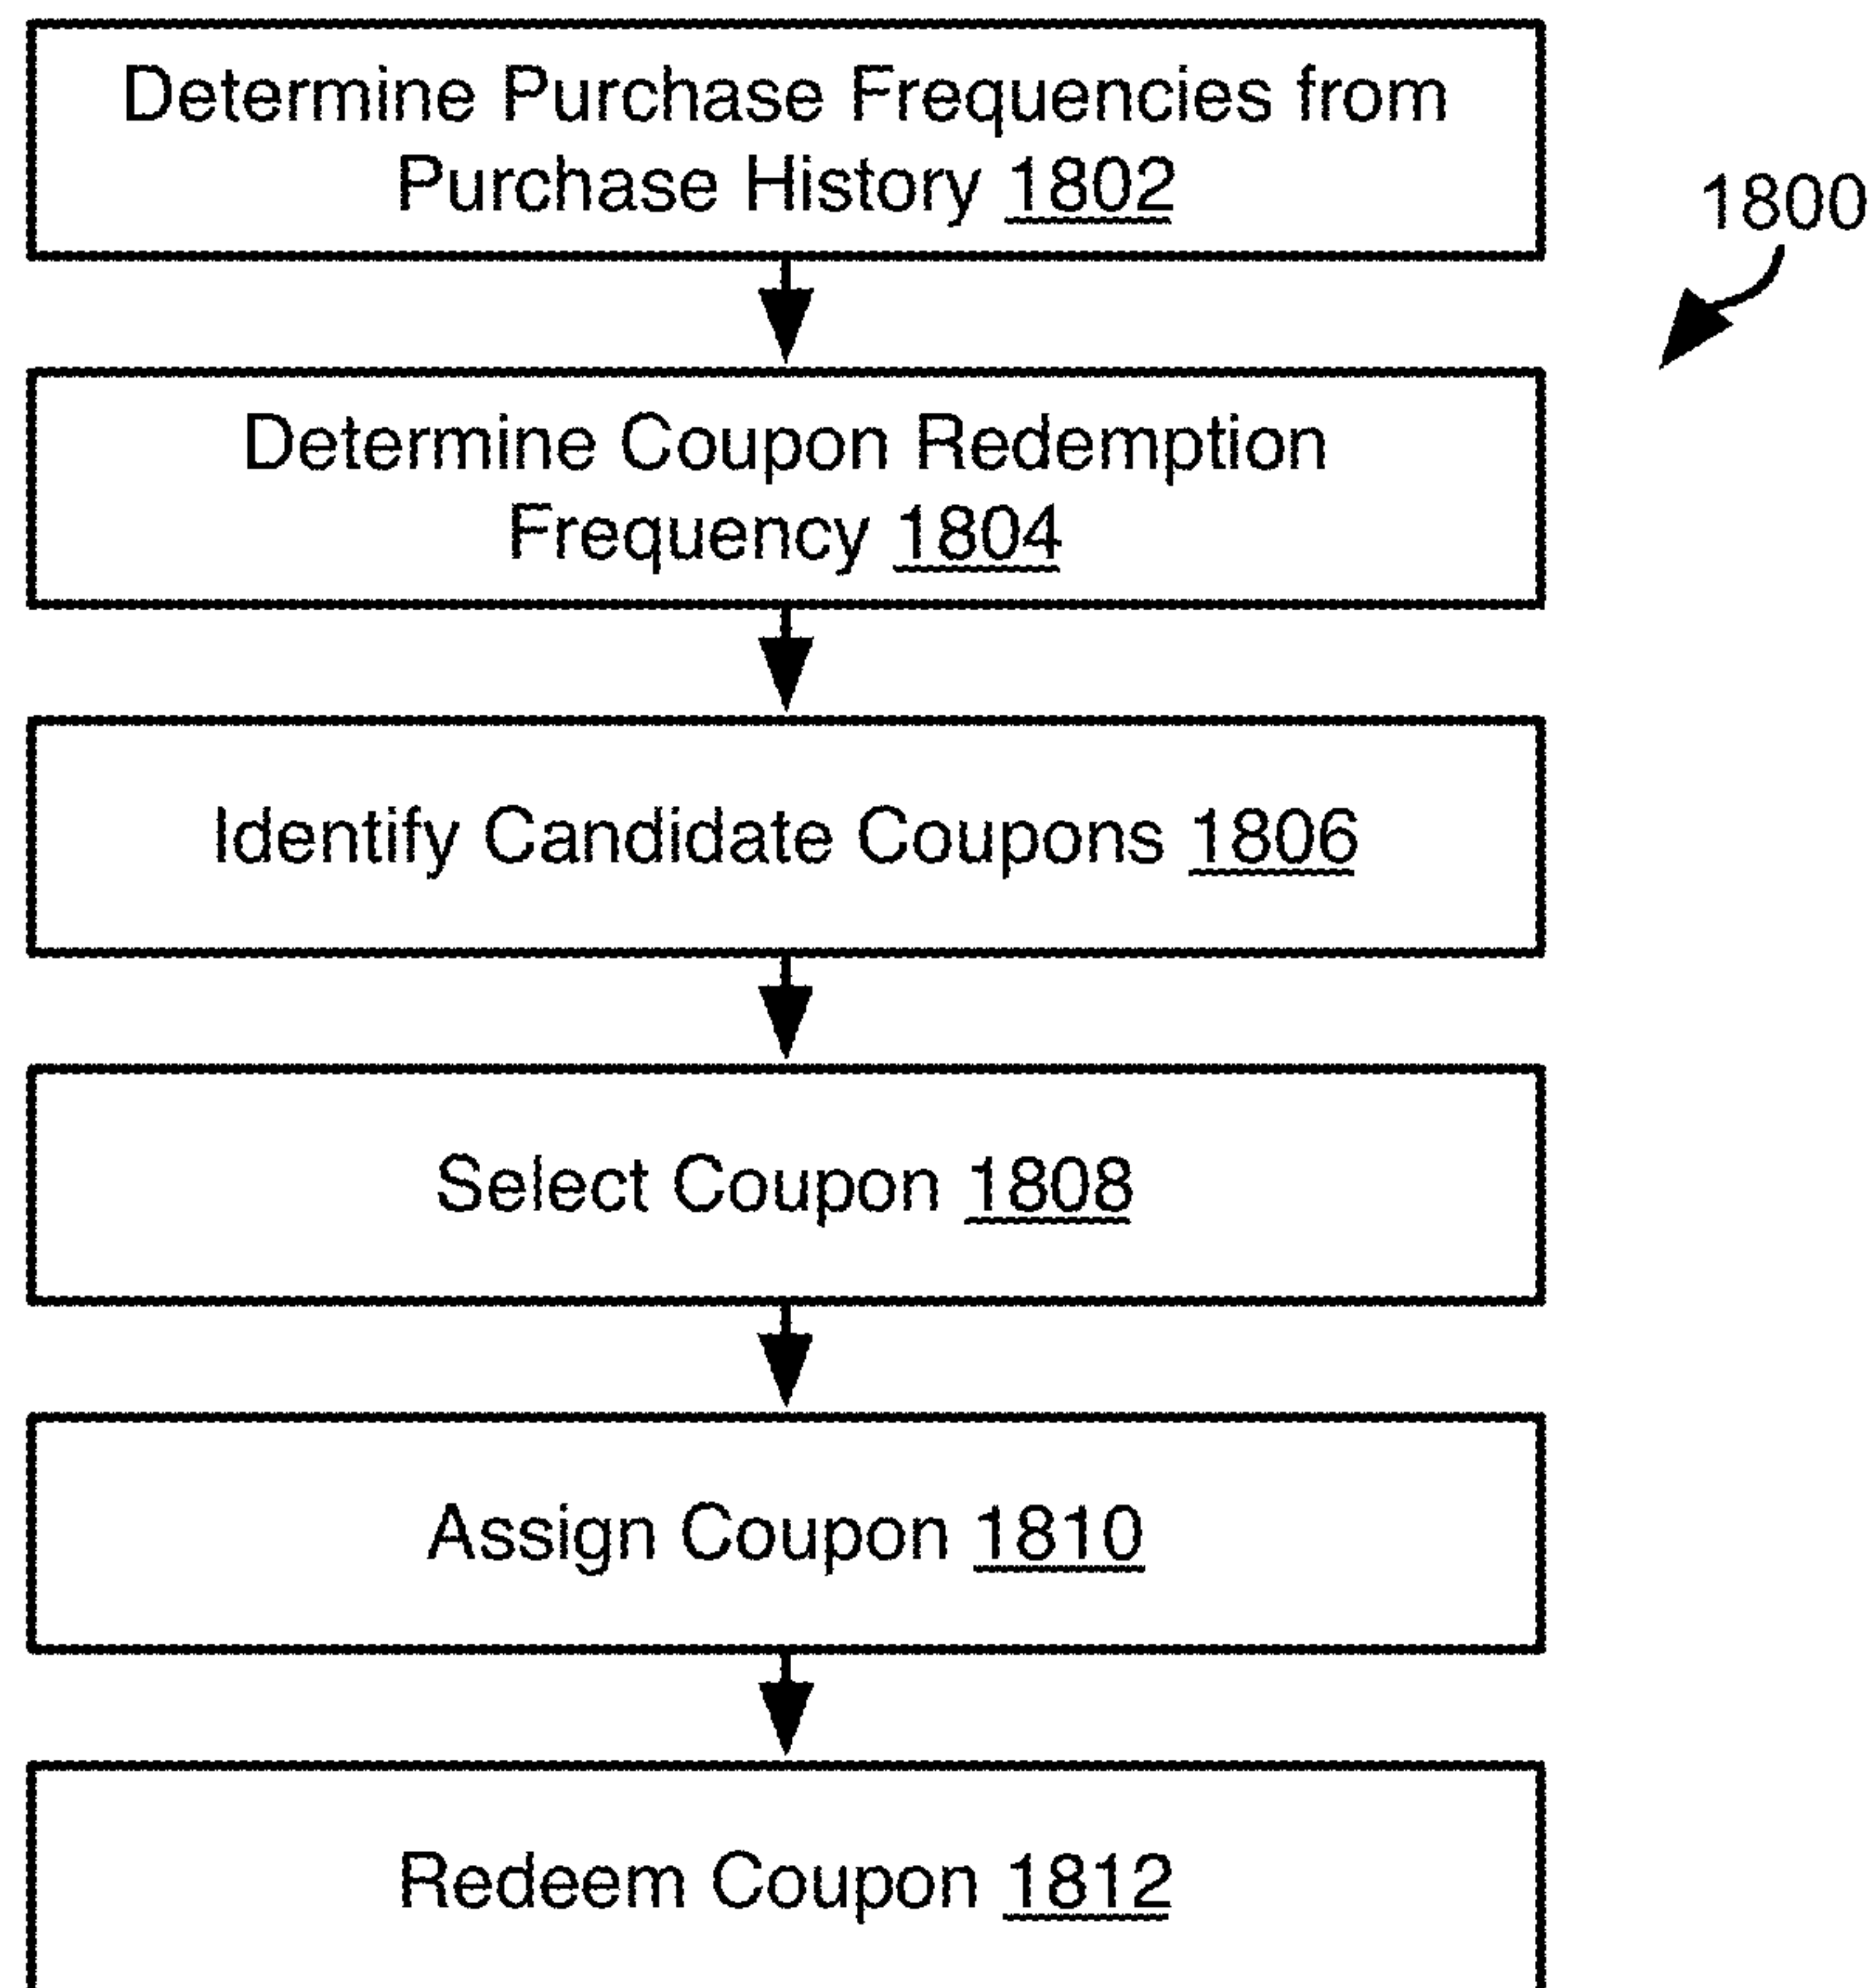 Determine Purchase Frequencies from
Purchase History 1802
1800
Determine Coupon Redemption
Frequency 1804
Identify Candidate Coupons 1806
Select Coupon 1808
Assign Coupon 1810
Redeem Coupon 1812